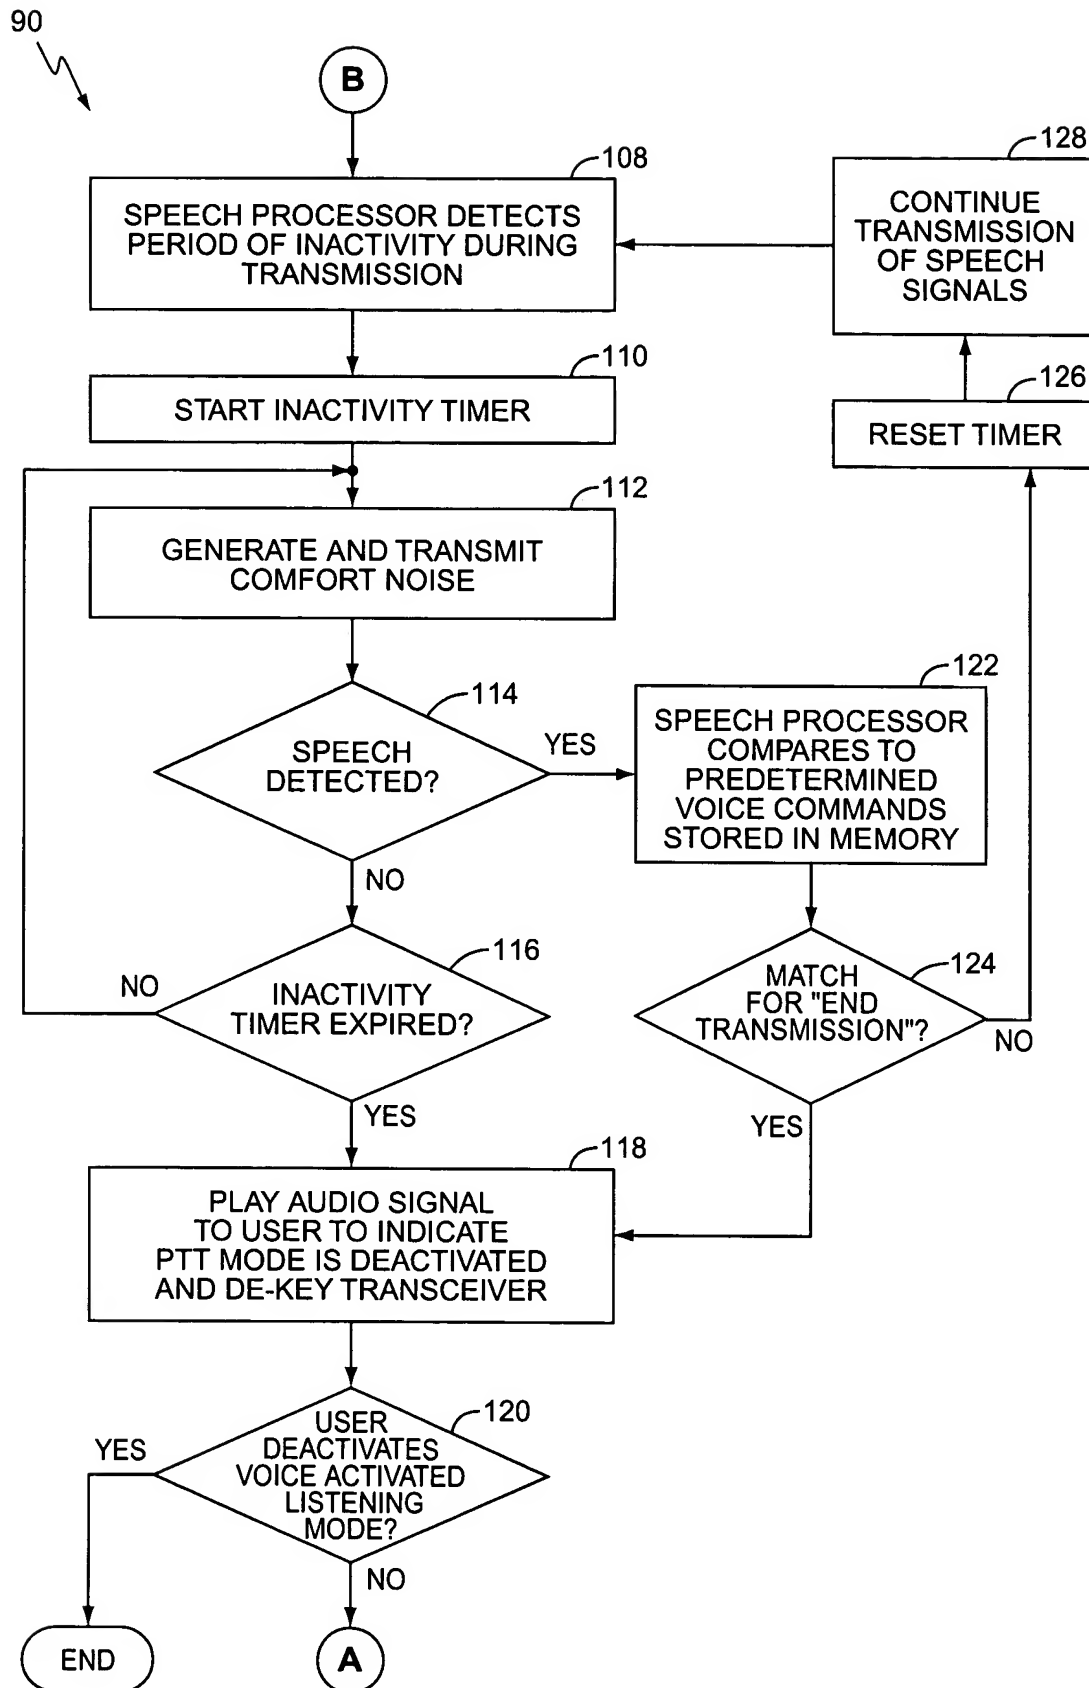 90
B
108
SPEECH PROCESSOR DETECTS
PERIOD OF INACTIVITY DURING
TRANSMISSION
128
CONTINUE
TRANSMISSION
OF SPEECH
SIGNALS
110
START INACTIVITY TIMER
126
RESET TIMER
112
GENERATE AND TRANSMIT
COMFORT NOISE
114
SPEECH
DETECTED?
YES
NO
122
SPEECH PROCESSOR
COMPARES TO
PREDETERMINED
VOICE COMMANDS
STORED IN MEMORY
116
INACTIVITY
TIMER EXPIRED?
NO
YES
124
MATCH
FOR "END
TRANSMISSION"?
NO
YES
118
PLAY AUDIO SIGNAL
TO USER TO INDICATE
PTT MODE IS DEACTIVATED
AND DE-KEY TRANSCEIVER
120
USER
DEACTIVATES
VOICE ACTIVATED
LISTENING
MODE?
YES
NO
END
A